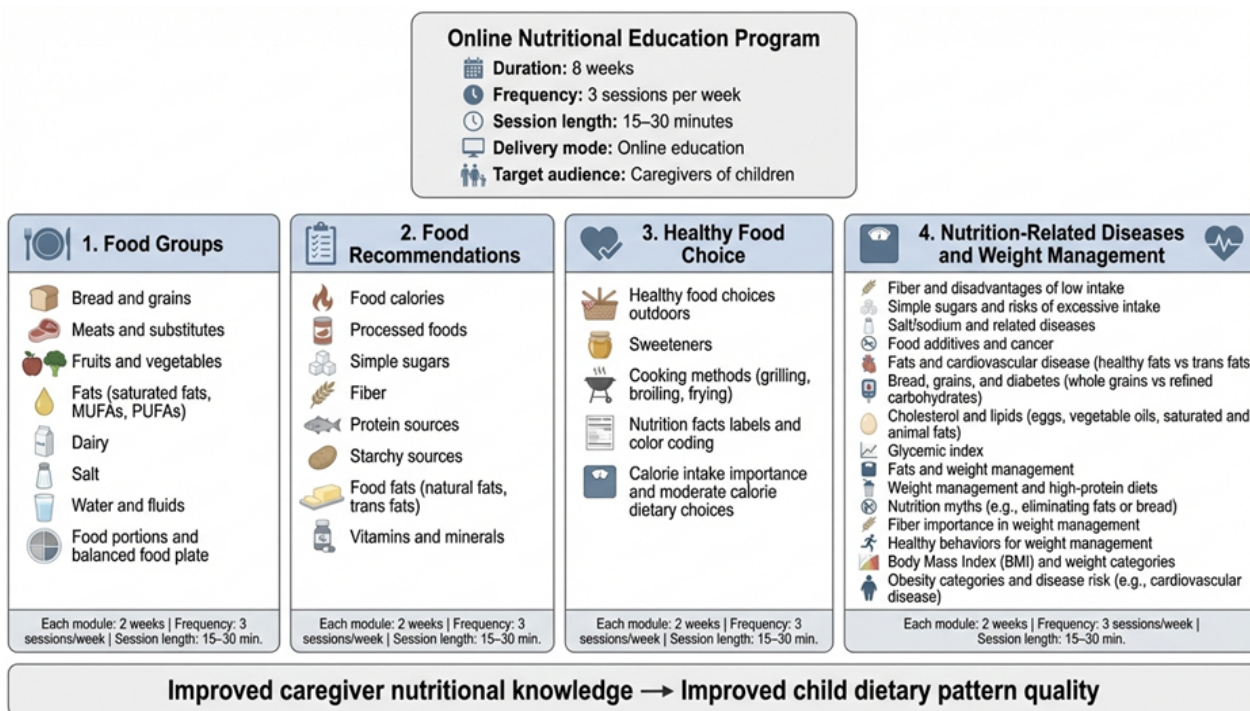 Online Nutritional Education Program
Duration: 8 weeks
Frequency: 3 sessions per week
Session length: 15–30 minutes
Delivery mode: Online education
Target audience: Caregivers of children
1. Food Groups
Bread and grains
Meats and substitutes
Fruits and vegetables
Fats (saturated fats,
MUFAs, PUFAs)
Dairy
Salt
Water and fluids
Food portions and
balanced food plate
Each module: 2 weeks | Frequency: 3
sessions/week | Session length: 15–30 min.
2. Food
Recommendations
Food calories
Processed foods
Simple sugars
Fiber
Protein sources
Starchy sources
Food fats (natural fats,
trans fats)
Vitamins and minerals
Each module: 2 weeks | Frequency: 3
sessions/week | Session length: 15–30 min.
3. Healthy Food
Choice
Healthy food choices
outdoors
Sweeteners
Cooking methods (grilling,
broiling, frying)
Nutrition facts labels and
color coding
Calorie intake importance
and moderate calorie
dietary choices
Each module: 2 weeks | Frequency: 3
sessions/week | Session length: 15–30 min.
4. Nutrition-Related Diseases
and Weight Management
Fiber and disadvantages of low intake
Simple sugars and risks of excessive intake
Salt/sodium and related diseases
Food additives and cancer
Fats and cardiovascular disease (healthy fats vs trans fats
Bread, grains, and diabetes (whole grains vs refined
carbohydrates)
Cholesterol and lipids (eggs, vegetable oils, saturated and
animal fats)
Glycemic index
Fats and weight management
Weight management and high-protein diets
Nutrition myths (e.g., eliminating fats or bread)
Fiber importance in weight management
Healthy behaviors for weight management
Body Mass Index (BMI) and weight categories
Obesity categories and disease risk (e.g., cardiovascular
disease)
Each module: 2 weeks | Frequency: 3 sessions/week |
Session length: 15–30 min.
Improved caregiver nutritional knowledge → Improved child dietary pattern quality